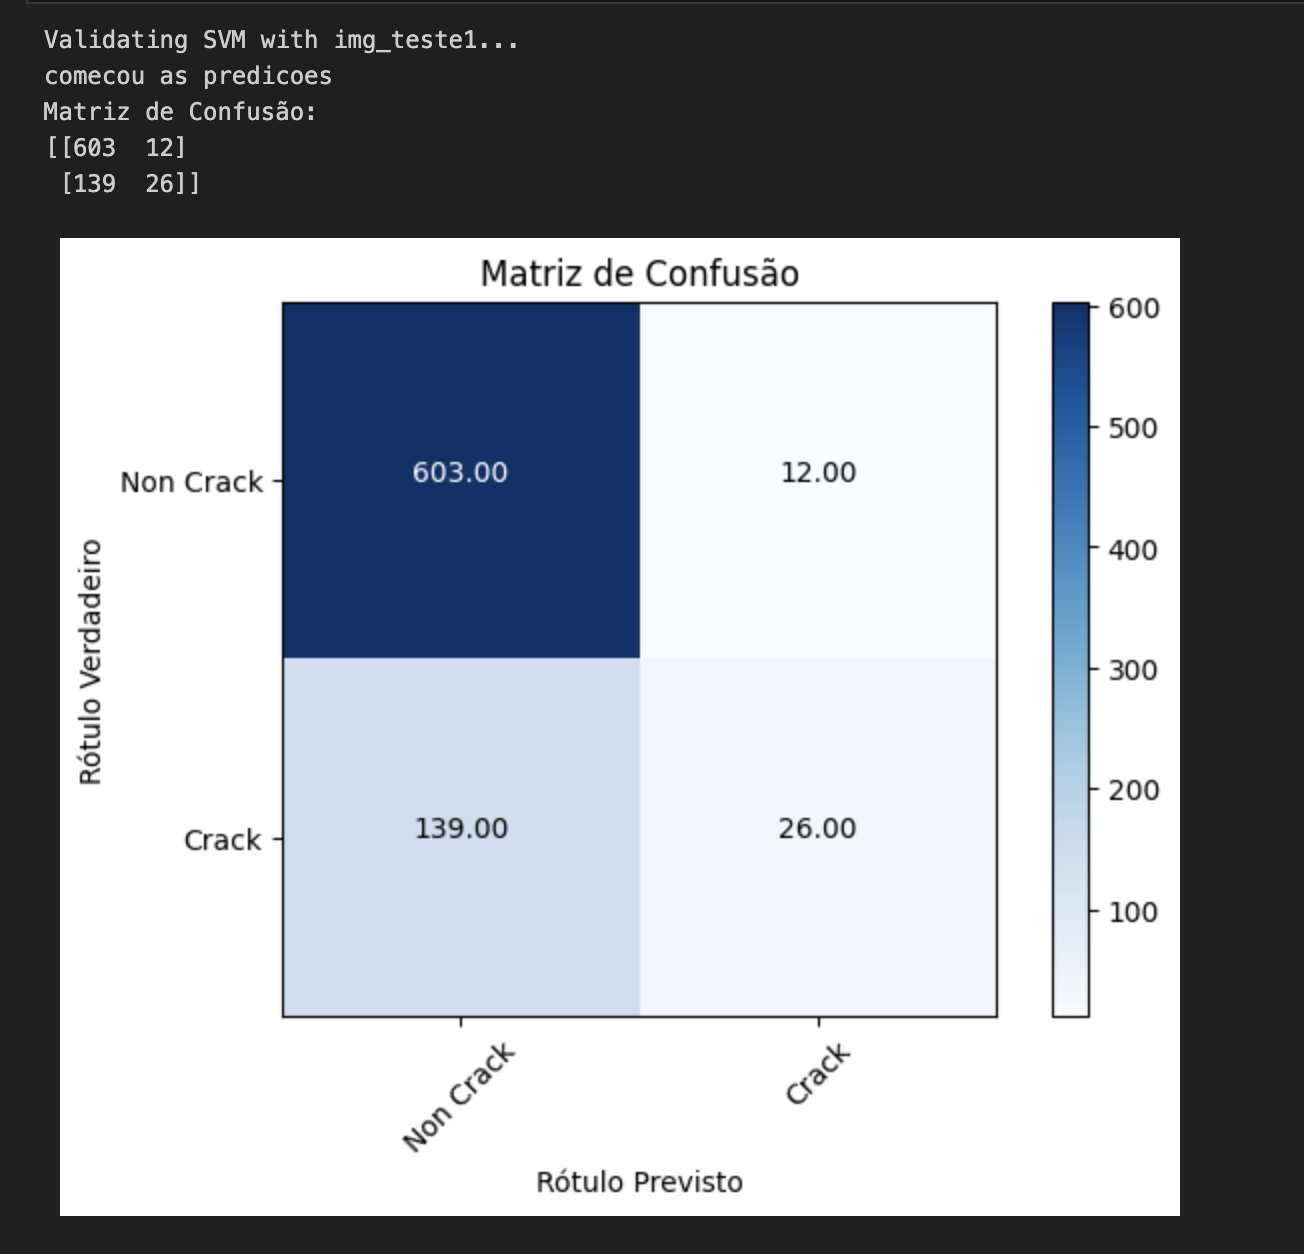 Validating SVM with img_teste1...
comecou as predicoes
Matriz de Confusão:
[[603  12]
 [139  26]]
Matriz de Confusão
600
500
400
300
200
100
Rótulo Verdadeiro
Non Crack
603.00
12.00
Crack
139.00
26.00
Non Crack
Crack
Rótulo Previsto